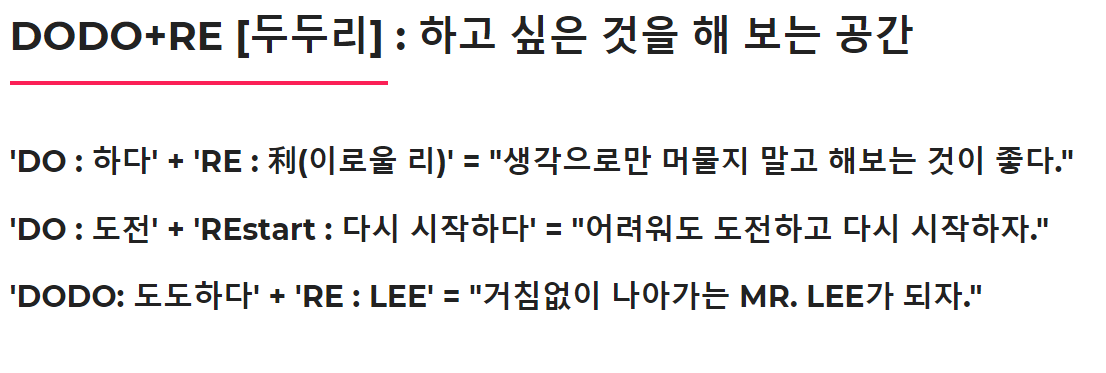 DODO+RE [두두리] : 하고 싶은 것을 해 보는 공간
'DO : 하다' + 'RE : 利(이로울 리)' = "생각으로만 머물지 말고 해보는 것이 좋다."
'DO : 도전' + 'REstart : 다시 시작하다' = "어려워도 도전하고 다시 시작하자."
'DODO: 도도하다' + 'RE : LEE' = "거침없이 나아가는 MR. LEE가 되자."